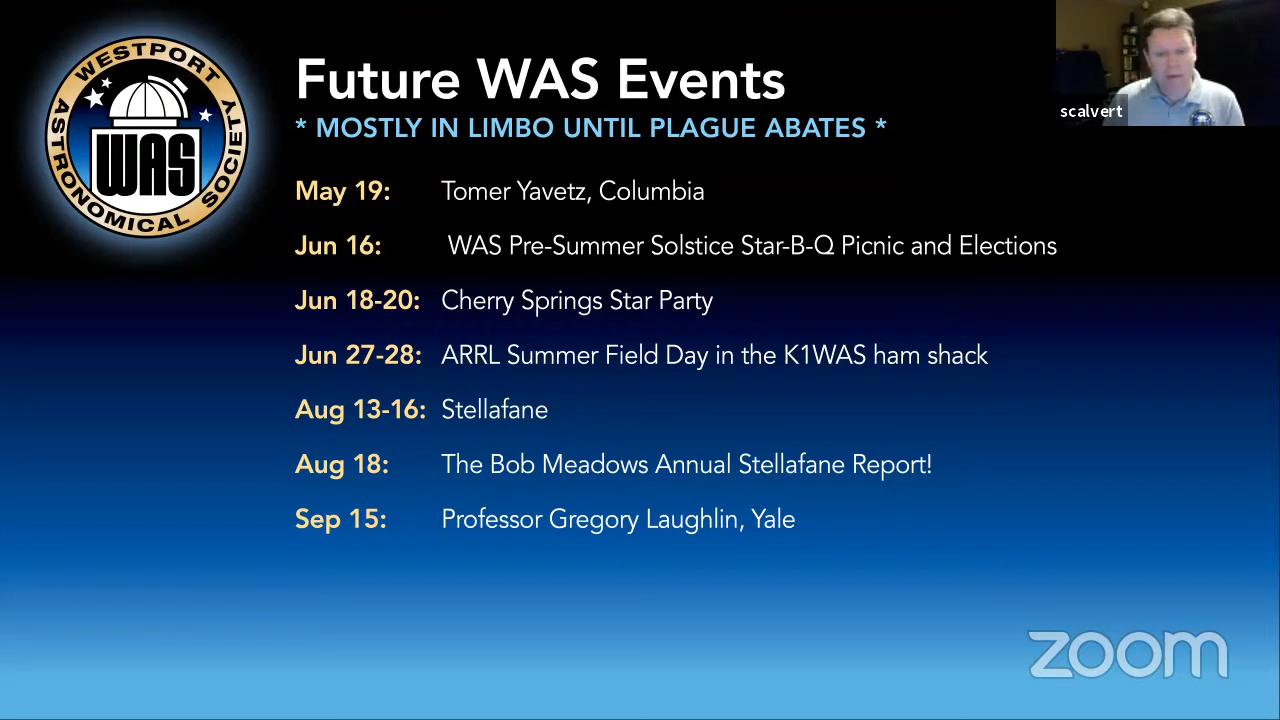 WESTPORT
ASTRONOMICAL SOCIETY
WAS
Future WAS Events
* MOSTLY IN LIMBO UNTIL PLAGUE ABATES *
scalvert
May 19: Tomer Yavetz, Columbia
Jun 16: WAS Pre-Summer Solstice Star-B-Q Picnic and Elections
Jun 18-20: Cherry Springs Star Party
Jun 27-28: ARRL Summer Field Day in the K1WAS ham shack
Aug 13-16: Stellafane
Aug 18: The Bob Meadows Annual Stellafane Report!
Sep 15: Professor Gregory Laughlin, Yale
zoom